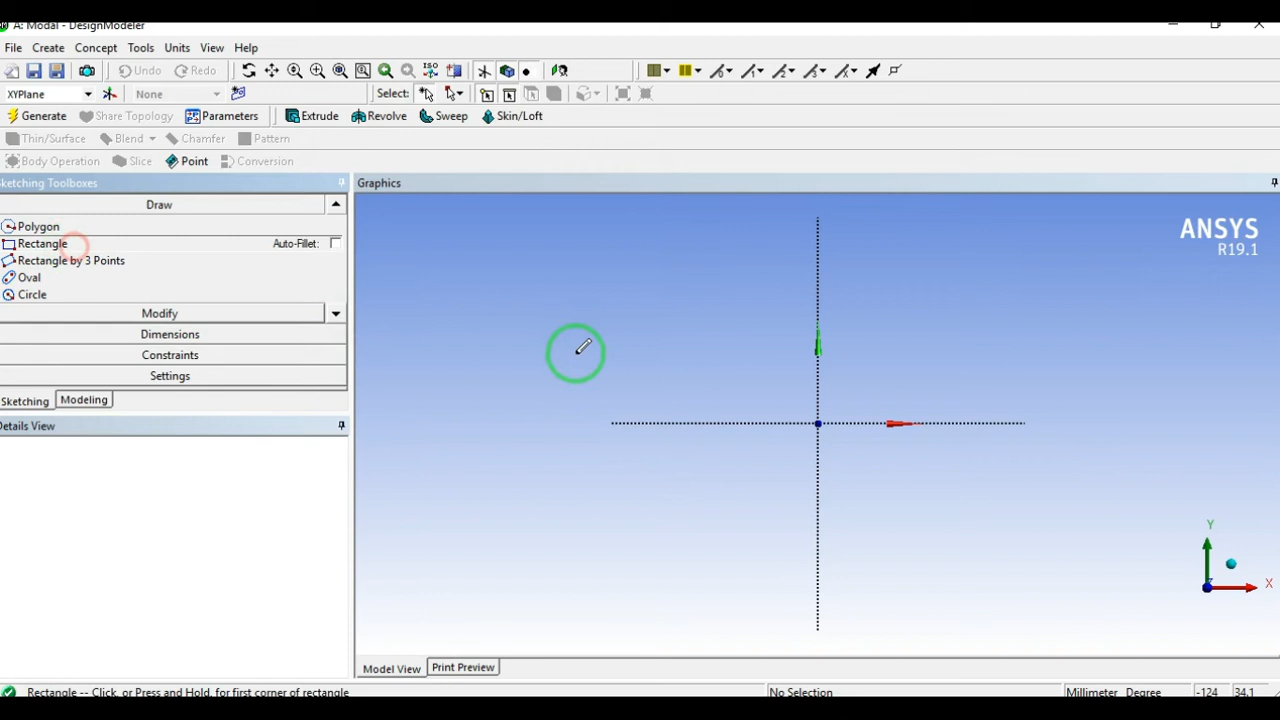 A: Modal - DesignModeler
File Create Concept Tools Units View Help
Undo Redo ISO
XYPlane None Select:
Generate Share Topology Parameters Extrude Revolve Sweep Skin/Loft
Thin/Surface Blend Chamfer Pattern
Body Operation Slice Point Conversion
Sketching Toolboxes
Graphics
Draw
Polygon
Rectangle Auto-Fillet:
Rectangle by 3 Points
Oval
Circle
Modify
Dimensions
Constraints
Settings
Sketching Modeling
Details View
ANSYS
R19.1
Y
X
Model View Print Preview
Rectangle -- Click, or Press and Hold, for first corner of rectangle No Selection Millimeter Degree -124 34.1